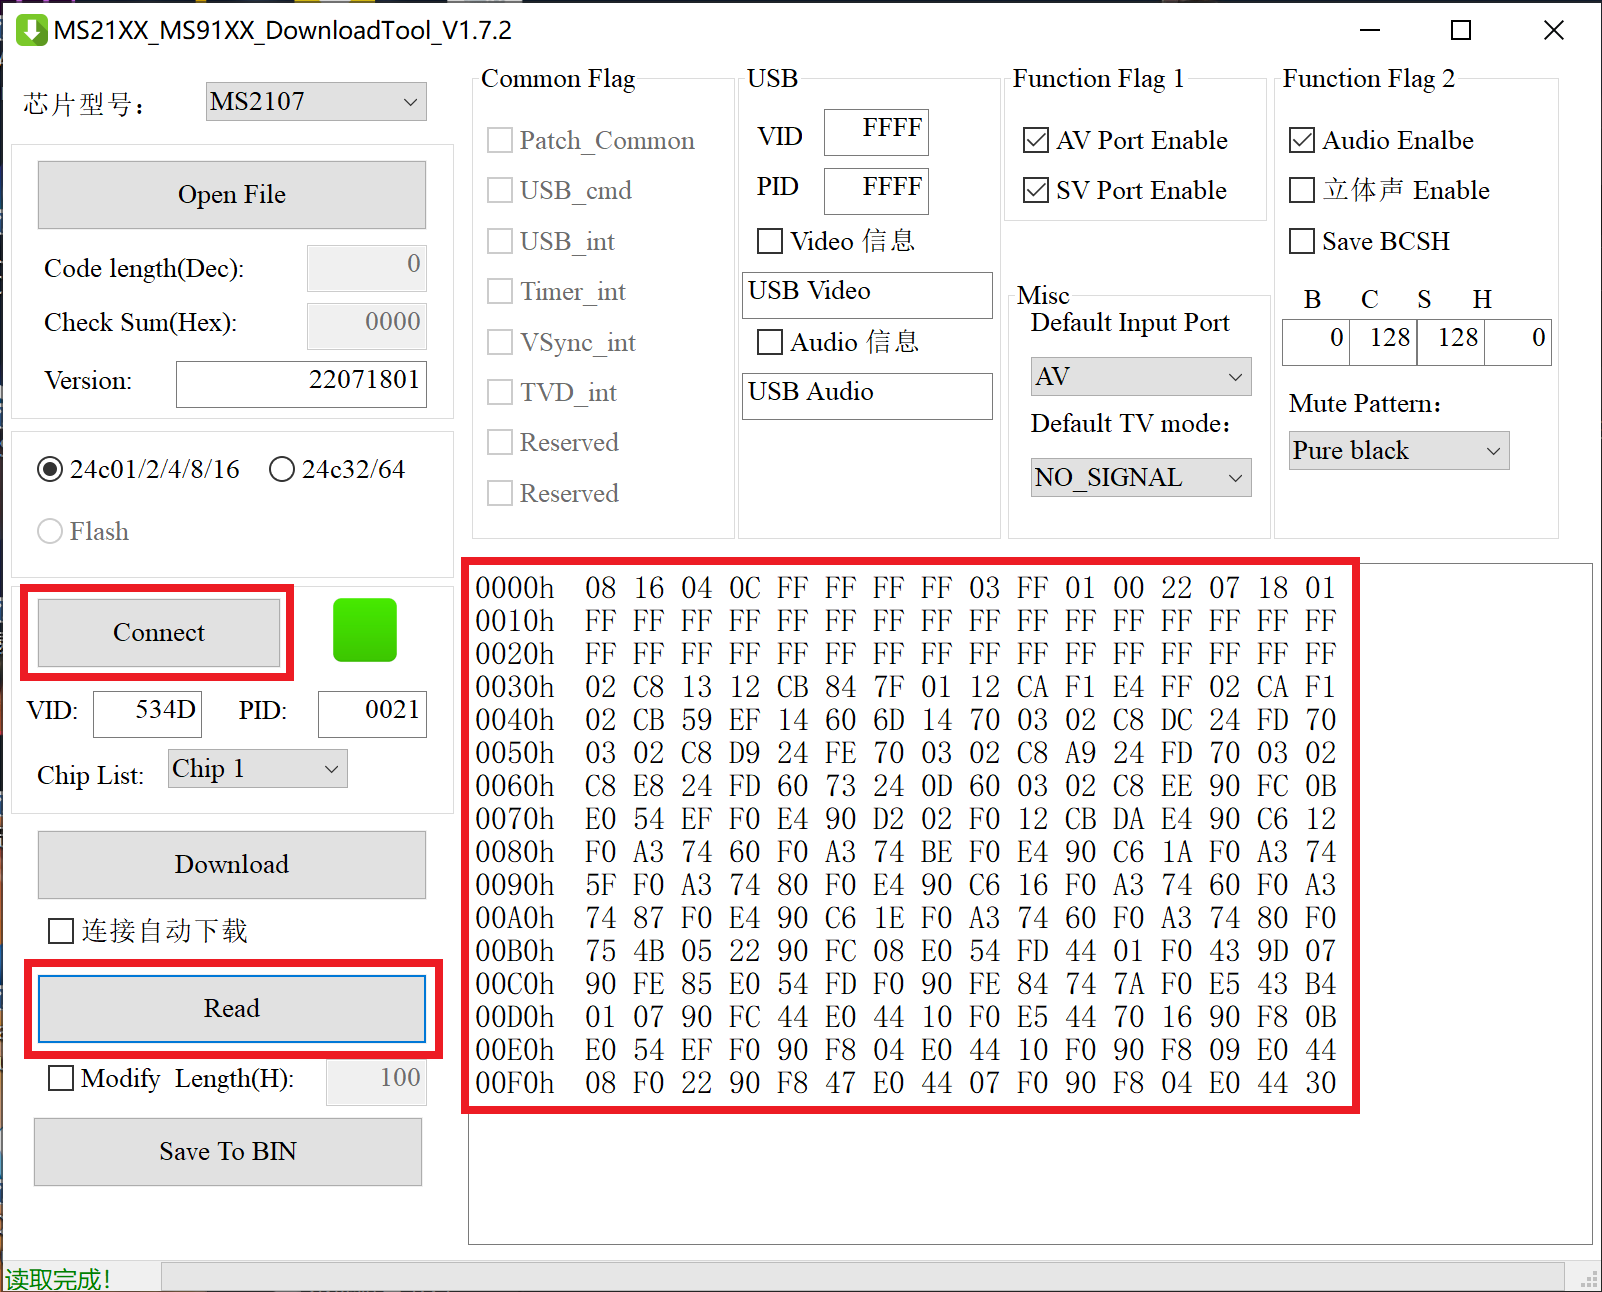 MS21XX_MS91XX_DownloadTool_V1.7.2
芯片型号：
MS2107
Open File
Code length(Dec):
0
Check Sum(Hex):
0000
Version:
22071801
24c01/2/4/8/16
24c32/64
Flash
Connect
VID:
534D
PID:
0021
Chip List:
Chip 1
Download
连接自动下载
Read
Modify Length(H):
100
Save To BIN
Common Flag
Patch_Common
USB_cmd
USB_int
Timer_int
VSync_int
TVD_int
Reserved
Reserved
USB
VID
FFFF
PID
FFFF
Video 信息
USB Video
Audio 信息
USB Audio
Function Flag 1
AV Port Enable
SV Port Enable
Misc
Default Input Port
AV
Default TV mode：
NO_SIGNAL
Function Flag 2
Audio Enalbe
立体声 Enable
Save BCSH
B C S H
0 128 128 0
Mute Pattern：
Pure black
0000h 08 16 04 0C FF FF FF FF 03 FF 01 00 22 07 18 01
0010h FF FF FF FF FF FF FF FF FF FF FF FF FF FF FF FF
0020h FF FF FF FF FF FF FF FF FF FF FF FF FF FF FF FF
0030h 02 C8 13 12 CB 84 7F 01 12 CA F1 E4 FF 02 CA F1
0040h 02 CB 59 EF 14 60 6D 14 70 03 02 C8 DC 24 FD 70
0050h 03 02 C8 D9 24 FE 70 03 02 C8 A9 24 FD 70 03 02
0060h C8 E8 24 FD 60 73 24 0D 60 03 02 C8 EE 90 FC 0B
0070h E0 54 EF F0 E4 90 D2 02 F0 12 CB DA E4 90 C6 12
0080h F0 A3 74 60 F0 A3 74 BE F0 E4 90 C6 1A F0 A3 74
0090h 5F F0 A3 74 80 F0 E4 90 C6 16 F0 A3 74 60 F0 A3
00A0h 74 87 F0 E4 90 C6 1E F0 A3 74 60 F0 A3 74 80 F0
00B0h 75 4B 05 22 90 FC 08 E0 54 FD 44 01 F0 43 9D 07
00C0h 90 FE 85 E0 54 FD F0 90 FE 84 74 7A F0 E5 43 B4
00D0h 01 07 90 FC 44 E0 44 10 F0 E5 44 70 16 90 F8 0B
00E0h E0 54 EF F0 90 F8 04 E0 44 10 F0 90 F8 09 E0 44
00F0h 08 F0 22 90 F8 47 E0 44 07 F0 90 F8 04 E0 44 30
读取完成！